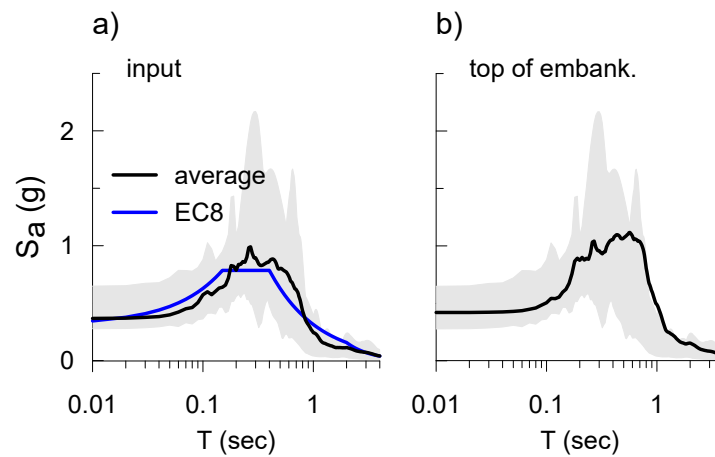 a)
input
2
average
EC8
1
0
Sa (g)
0.01 0.1 1
T (sec)
b)
top of embank.
0.01 0.1 1
T (sec)